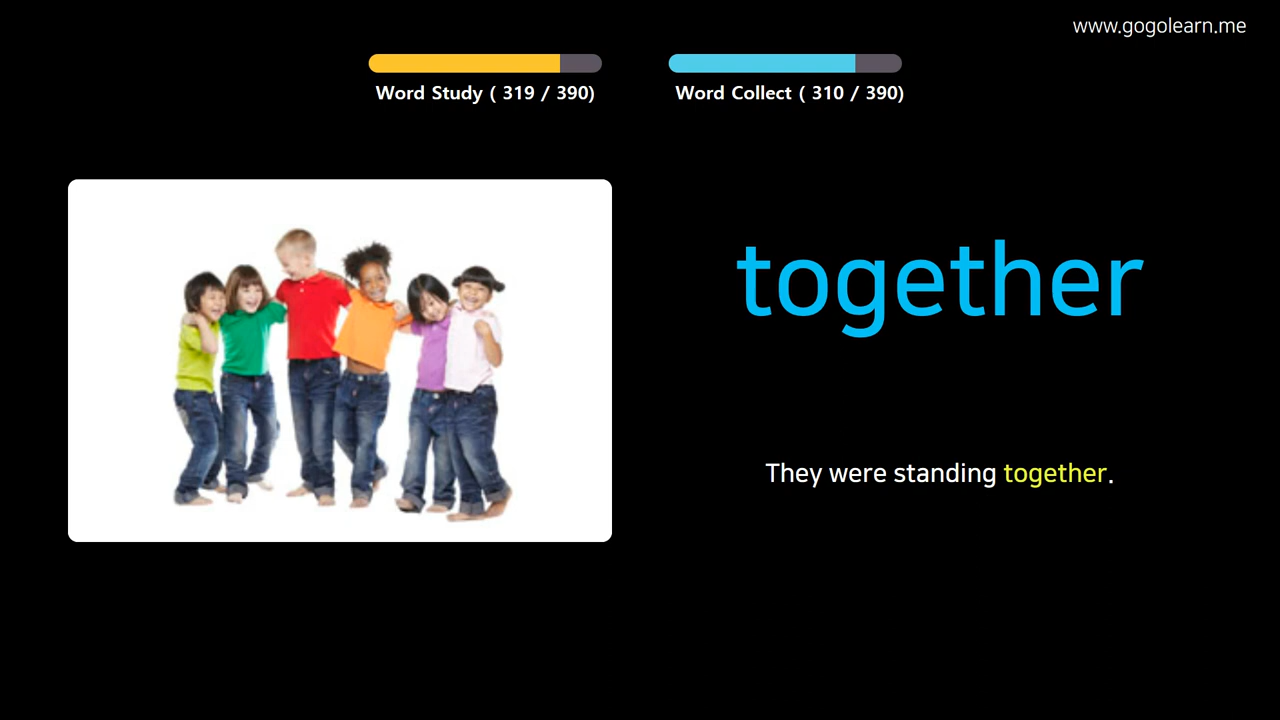 www.gogolearn.me
Word Study ( 319 / 390)
Word Collect ( 310 / 390)
together
They were standing together.